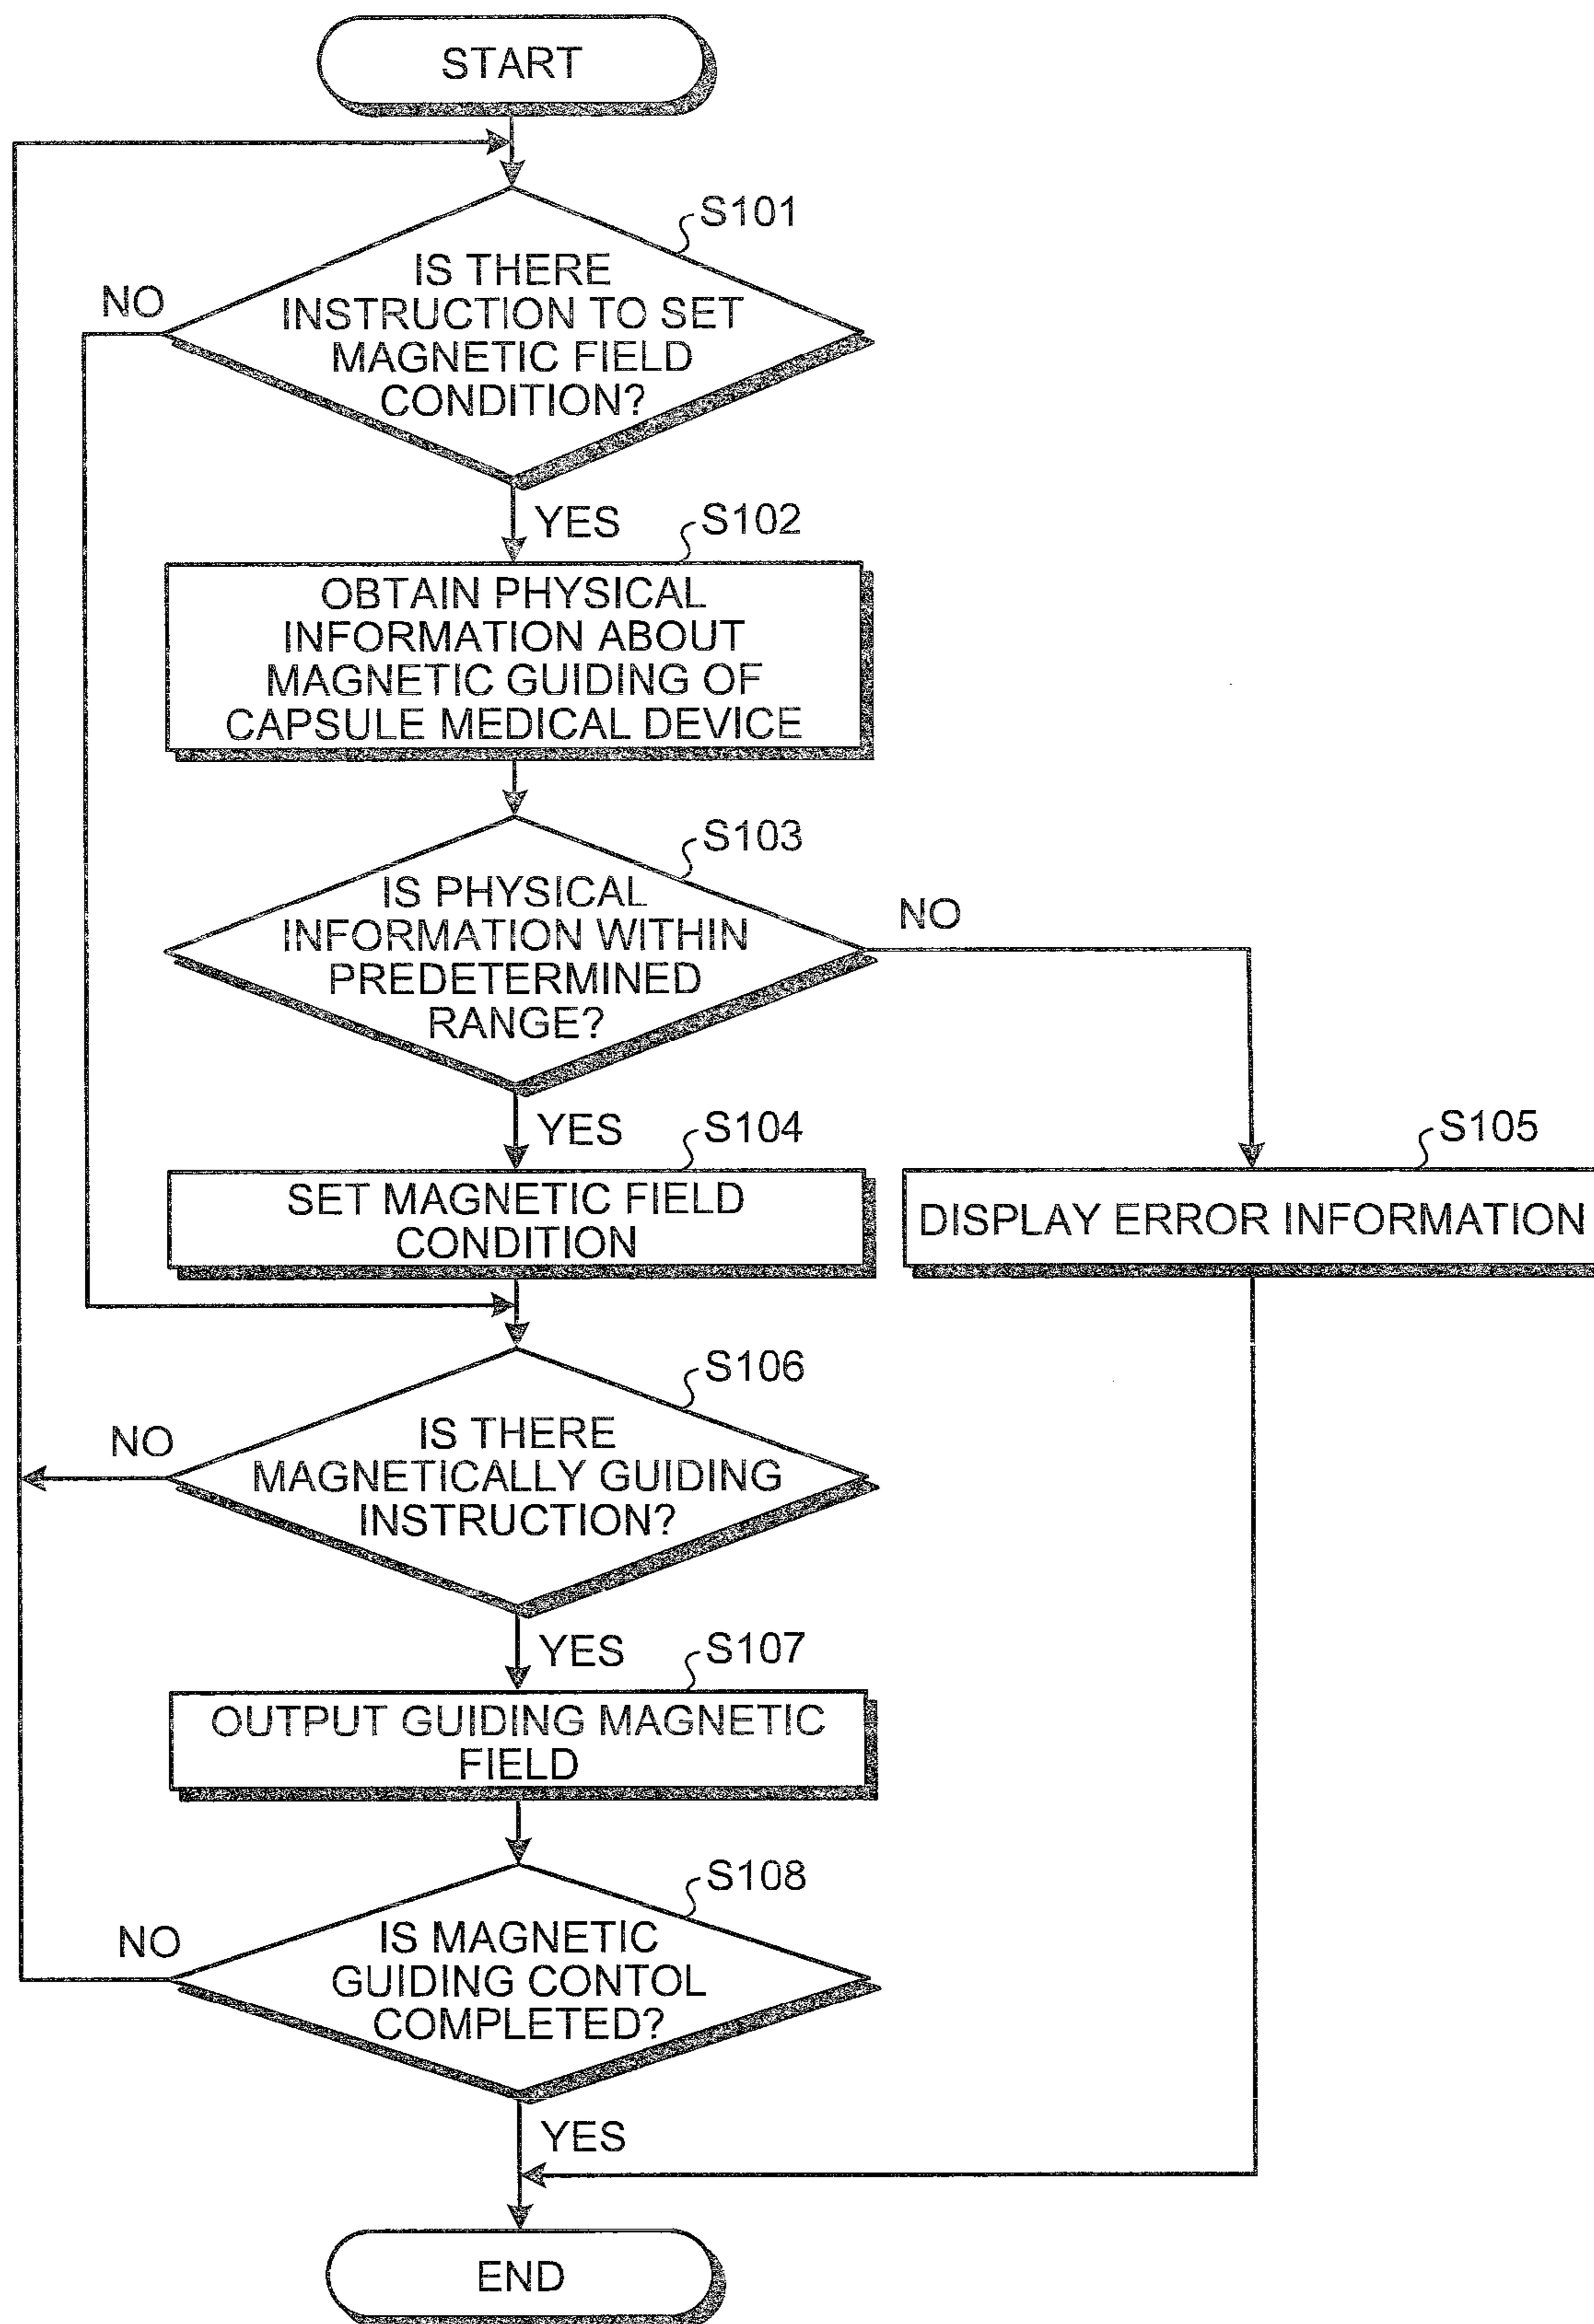 START
S101
IS THERE
INSTRUCTION TO SET
MAGNETIC FIELD
CONDITION?
NO
YES
S102
OBTAIN PHYSICAL
INFORMATION ABOUT
MAGNETIC GUIDING OF
CAPSULE MEDICAL DEVICE
S103
IS PHYSICAL
INFORMATION WITHIN
PREDETERMINED
RANGE?
NO
YES
S104
SET MAGNETIC FIELD
CONDITION
S105
DISPLAY ERROR INFORMATION
S106
IS THERE
MAGNETICALLY GUIDING
INSTRUCTION?
NO
YES
S107
OUTPUT GUIDING MAGNETIC
FIELD
S108
IS MAGNETIC
GUIDING CONTOL
COMPLETED?
NO
YES
END